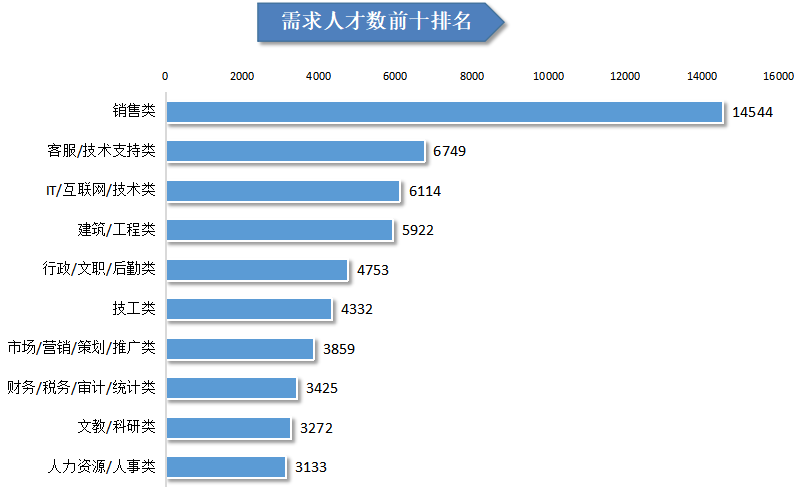 需求人才数前十排名
0 2000 4000 6000 8000 10000 12000 14000 16000
销售类 14544
客服/技术支持类 6749
IT/互联网/技术类 6114
建筑/工程类 5922
行政/文职/后勤类 4753
技工类 4332
市场/营销/策划/推广类 3859
财务/税务/审计/统计类 3425
文教/科研类 3272
人力资源/人事类 3133